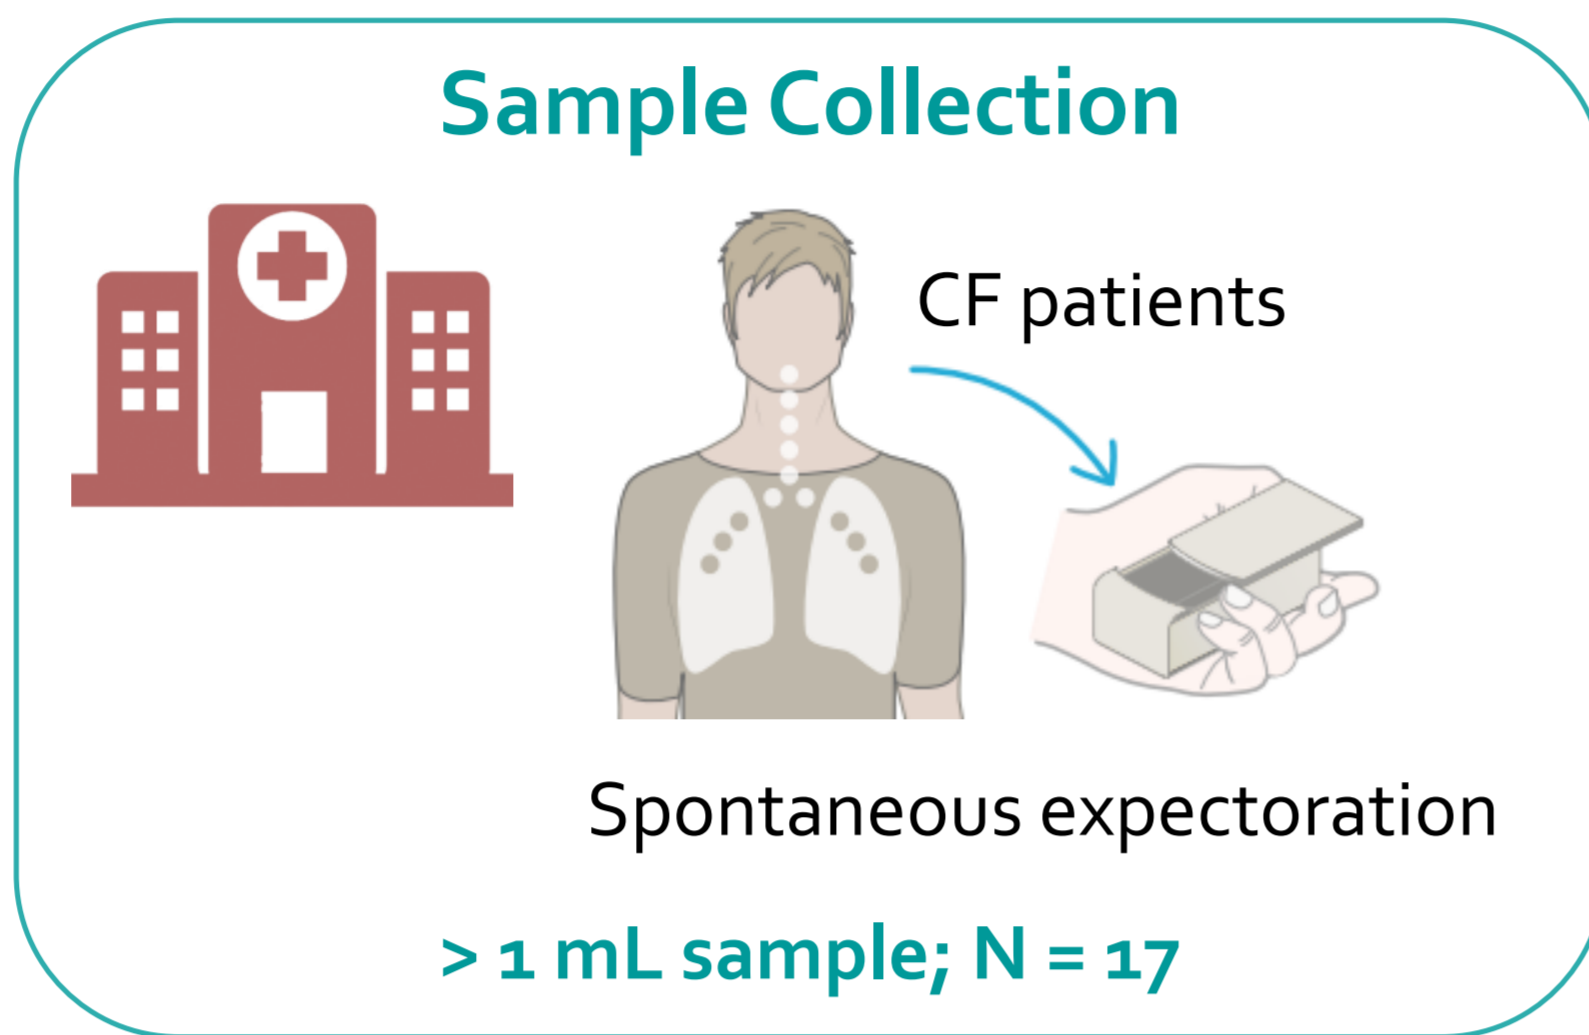 Sample Collection
CF patients
Spontaneous expectoration
> 1 mL sample; N = 17